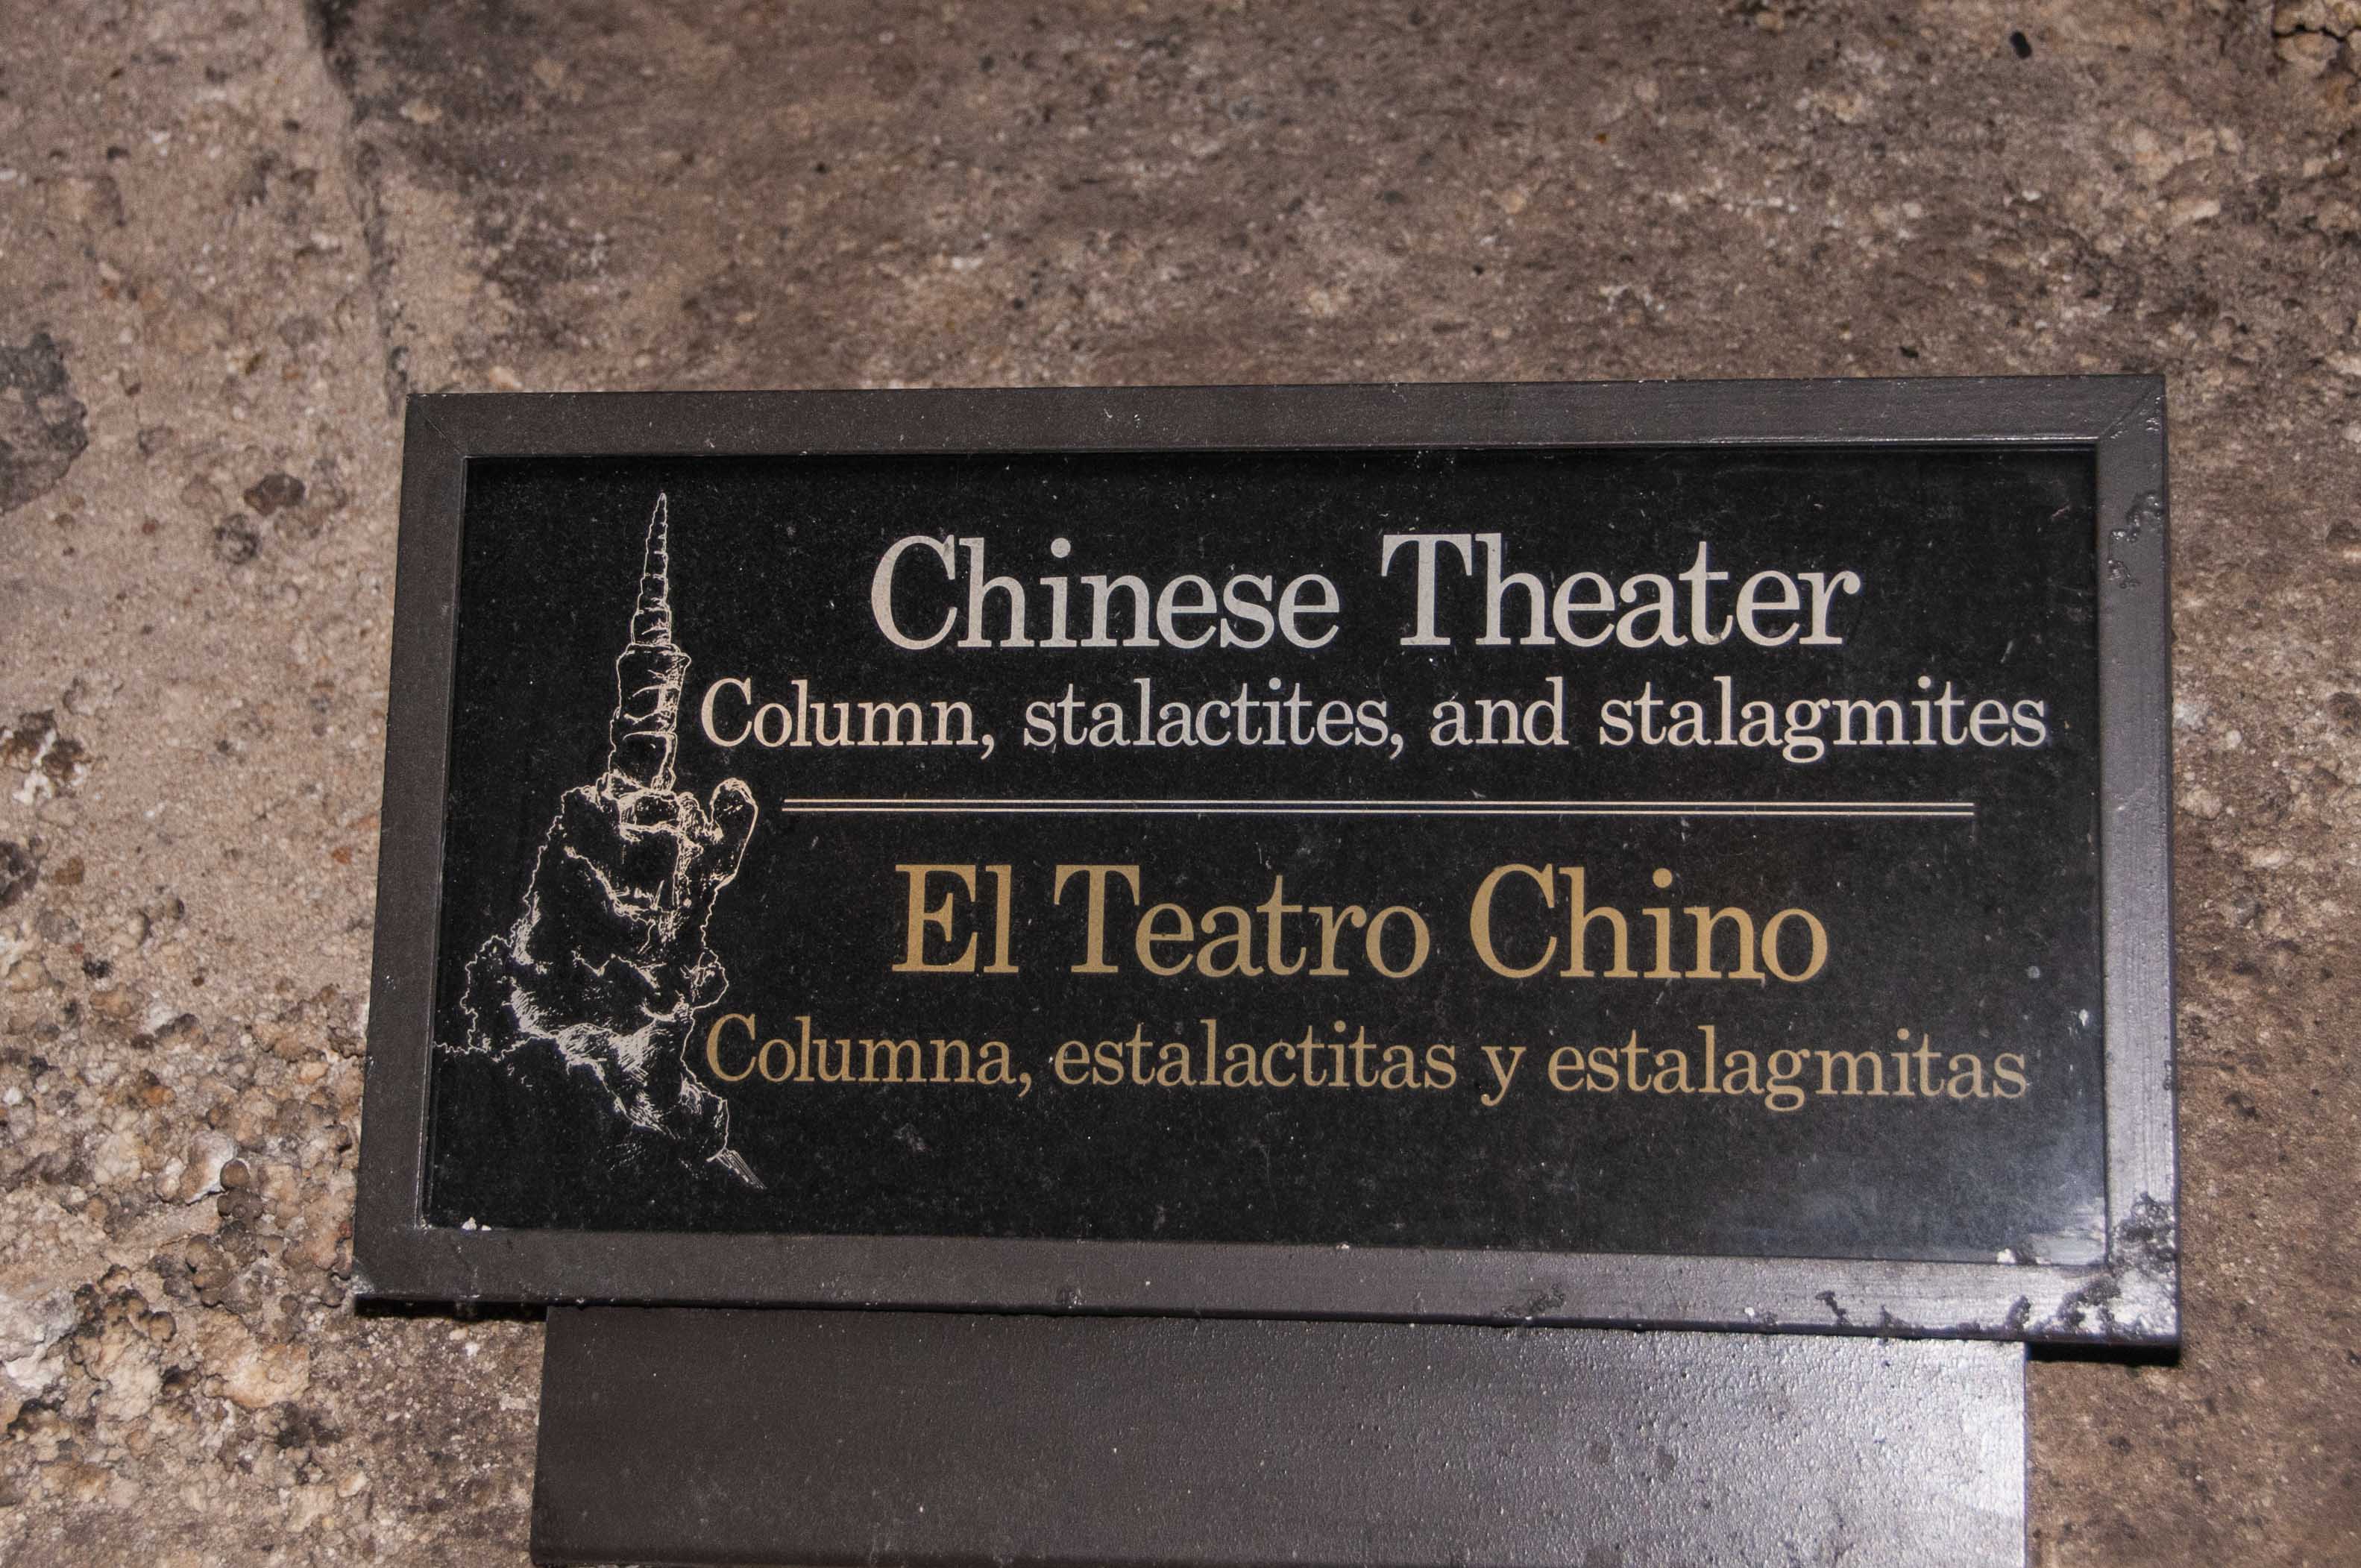 Chinese Theater
Column, stalactites, and stalagmites
El Teatro Chino
Columna, estalactitas y estalagmitas